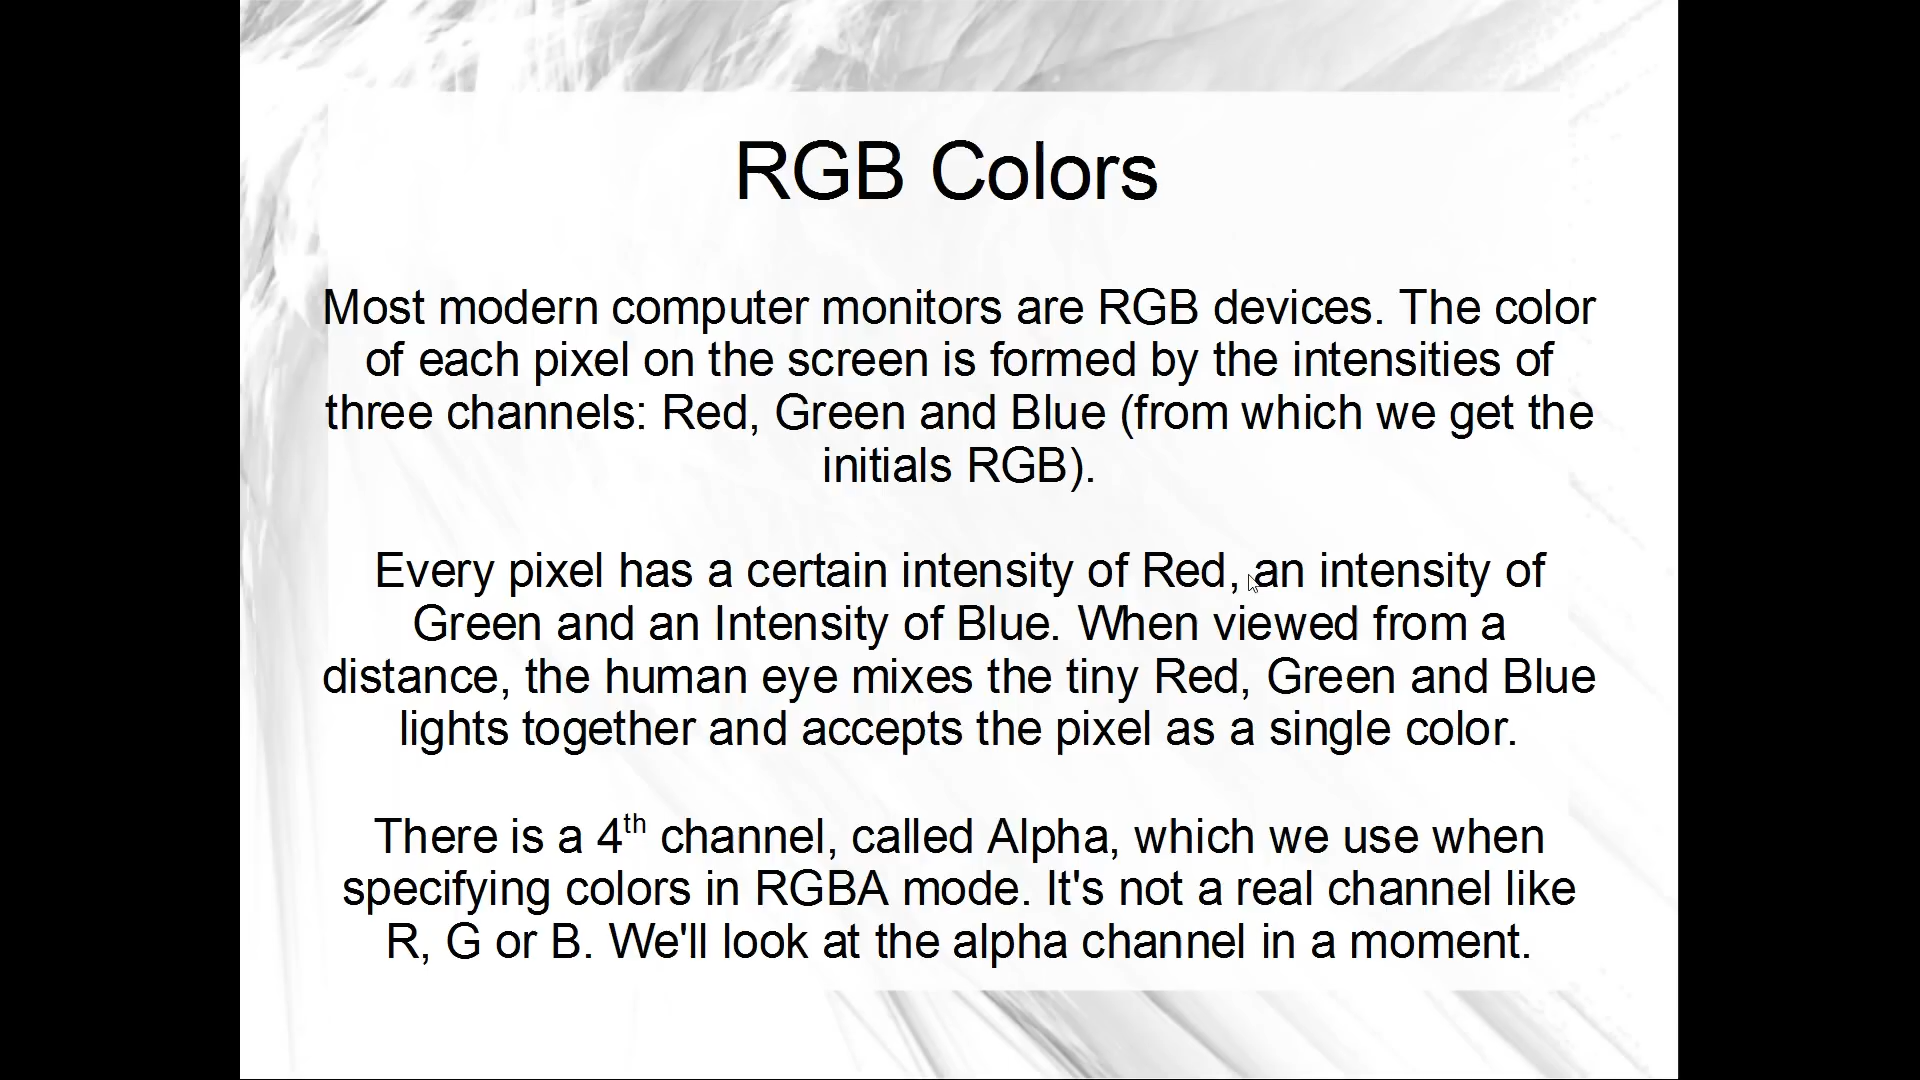 RGB Colors
Most modern computer monitors are RGB devices. The color
of each pixel on the screen is formed by the intensities of
three channels: Red, Green and Blue (from which we get the
initials RGB).
Every pixel has a certain intensity of Red, an intensity of
Green and an Intensity of Blue. When viewed from a
distance, the human eye mixes the tiny Red, Green and Blue
lights together and accepts the pixel as a single color.
There is a 4th channel, called Alpha, which we use when
specifying colors in RGBA mode. It's not a real channel like
R, G or B. We'll look at the alpha channel in a moment.